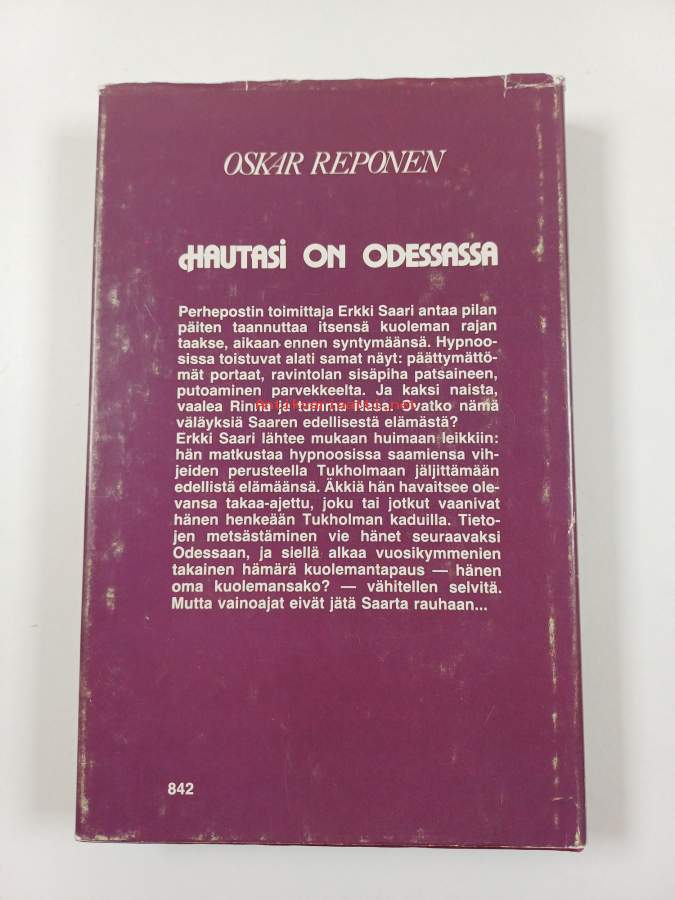 OSKAR REPONEN
HAUTASI ON ODESSASSA
Perhepostin toimittaja Erkki Saari antaa pilan
päiten taannuttaa itsensä kuoleman rajan
taakse, aikaan ennen syntymäänsä. Hypnoo-
sissa toistuvat alati samat näyt: päättymättö-
mät portaat, ravintolan sisäpiha patsaineen,
putoaminen parvekkeelta. Ja kaksi naista,
vaalea Rinna ja tumma Ovatko nämä
väläyksiä Saaren edellisestä elämästä?
Erkki Saari lähtee mukaan huimaan leikkiin:
hän matkustaa hypnoosissa saamiensa vih-
jeiden perusteella Tukholmaan jäljittämään
edellistä elämäänsä. Äkkiä hän havaitsee ole-
vansa takaa-ajettu, joku tai jotkut vaanivat
hänen henkeään Tukholman kaduilla. Tieto-
jen metsästäminen vie hänet seuraavaksi
Odessaan, ja siellä alkaa vuosikymmenien
takainen hämärä kuolemantapaus — hänen
oma kuolemansako? — vähitellen selvitä.
Mutta vainoajat eivät jätä Saarta rauhaan...
842